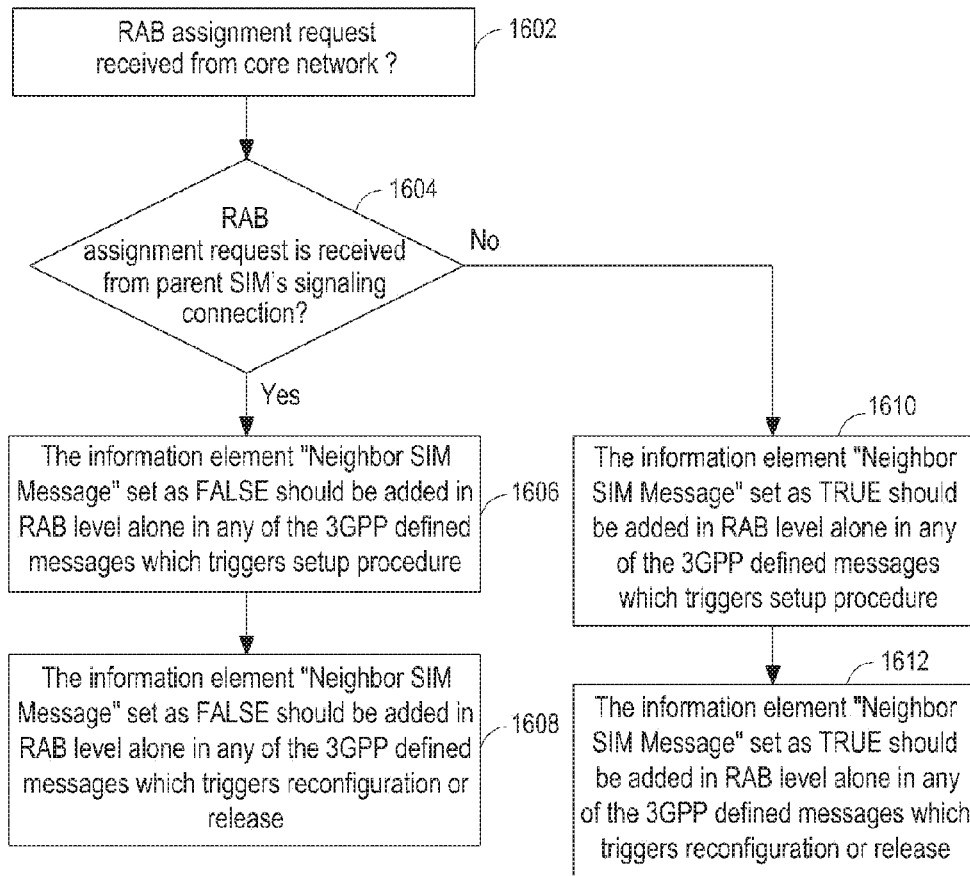 RAB assignment request
received from core network ?
1602
1604
RAB
assignment request is received
from parent SIM's signaling
connection?
No
Yes
The information element "Neighbor SIM
Message" set as FALSE should be added in
RAB level alone in any of the 3GPP defined
messages which triggers setup procedure
1606
1610
The information element "Neighbor
SIM Message" set as TRUE should
be added in RAB level alone in any
of the 3GPP defined messages
which triggers setup procedure
The information element "Neighbor SIM
Message" set as FALSE should be added in
RAB level alone in any of the 3GPP defined
messages which triggers reconfiguration or
release
1608
1612
The information element "Neighbor
SIM Message" set as TRUE should
be added in RAB level alone in any
of the 3GPP defined messages which
triggers reconfiguration or release